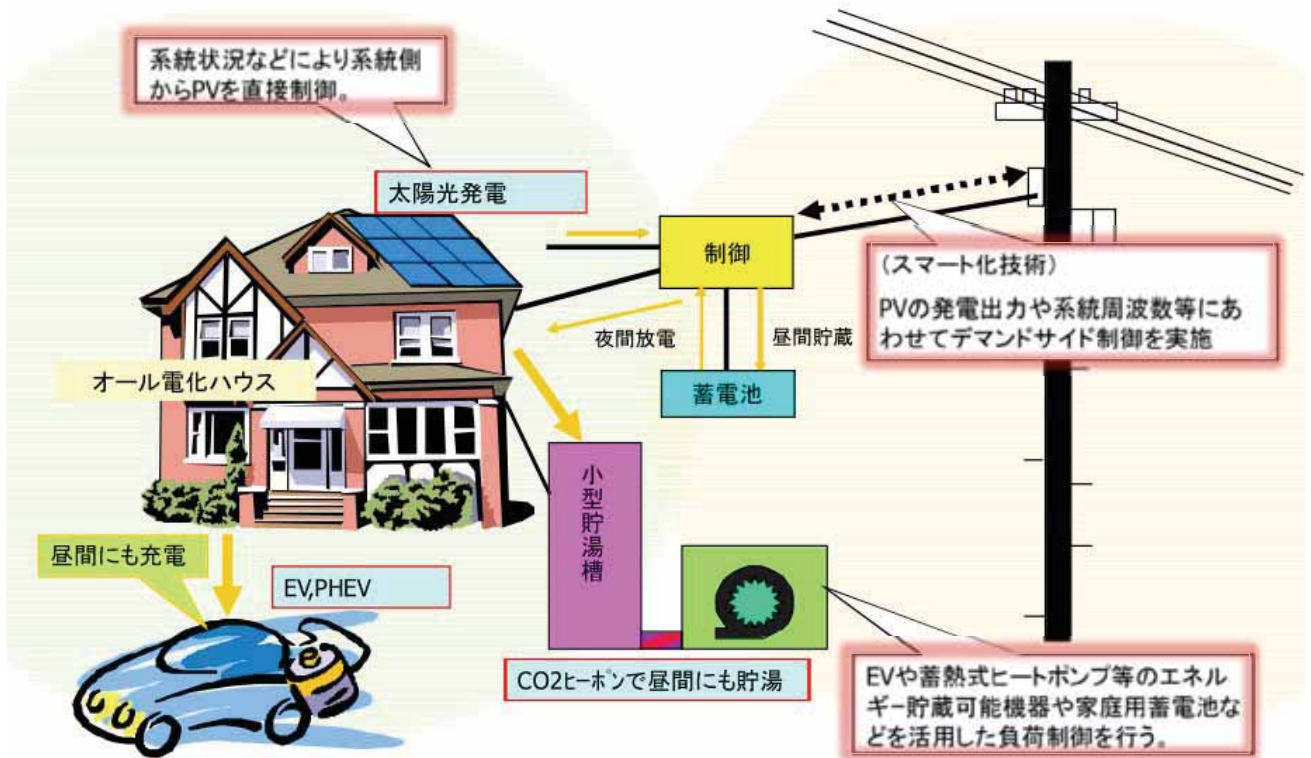 系統状況などにより系統側
からPVを直接制御。
太陽光発電
制御
(スマート化技術)
PVの発電出力や系統周波数等にあ
わせてデマンドサイド制御を実施
夜間放電
昼間貯蔵
オール電化ハウス
蓄電池
小型貯湯槽
昼間にも充電
EV,PHEV
CO2ヒーポンで昼間にも貯湯
EVや蓄熱式ヒートポンプ等のエネル
ギー貯蔵可能機器や家庭用蓄電池な
どを活用した負荷制御を行う。